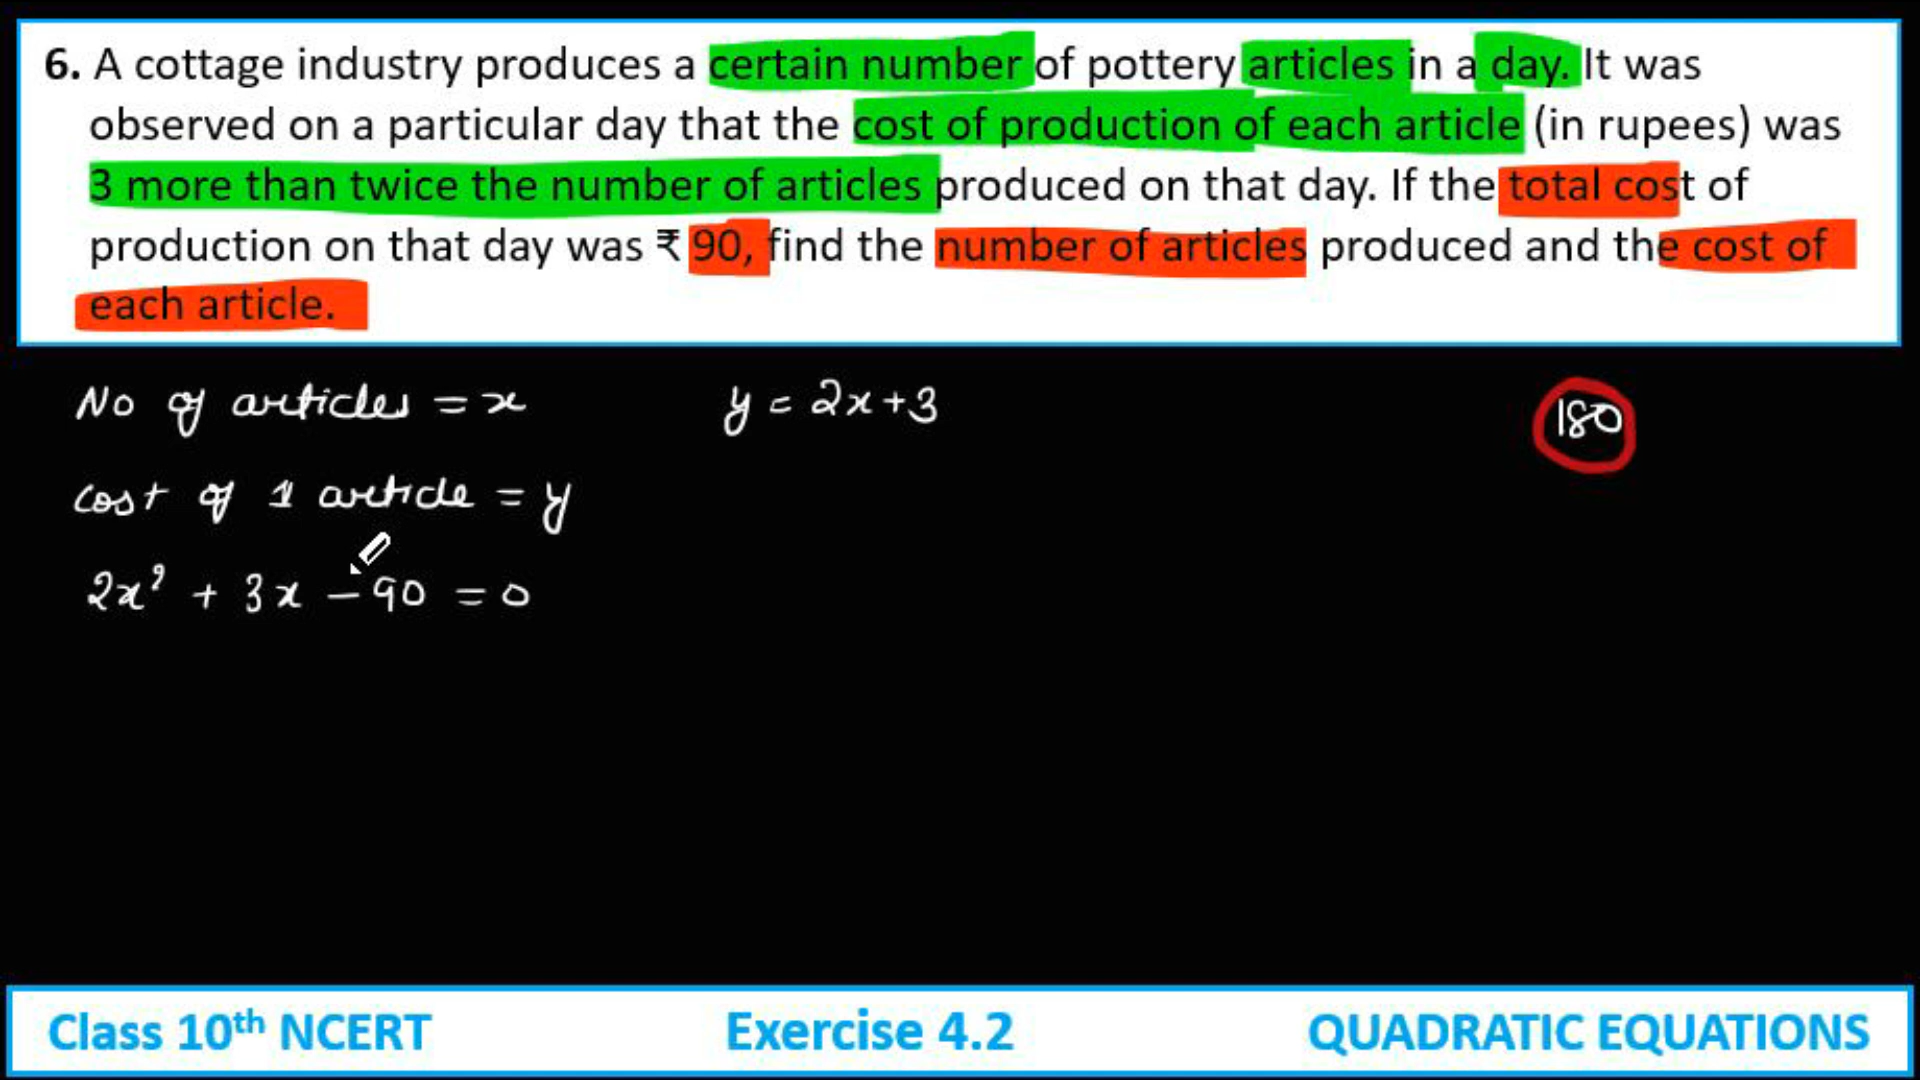 6. A cottage industry produces a certain number of pottery articles in a day. It was
observed on a particular day that the cost of production of each article (in rupees) was
3 more than twice the number of articles produced on that day. If the total cost of
production on that day was ₹ 90, find the number of articles produced and the cost of
each article.
No of articles = x
y = 2x+3
180
cost of 1 article = y
2x² + 3x - 90 = 0
Class 10th NCERT
Exercise 4.2
QUADRATIC EQUATIONS